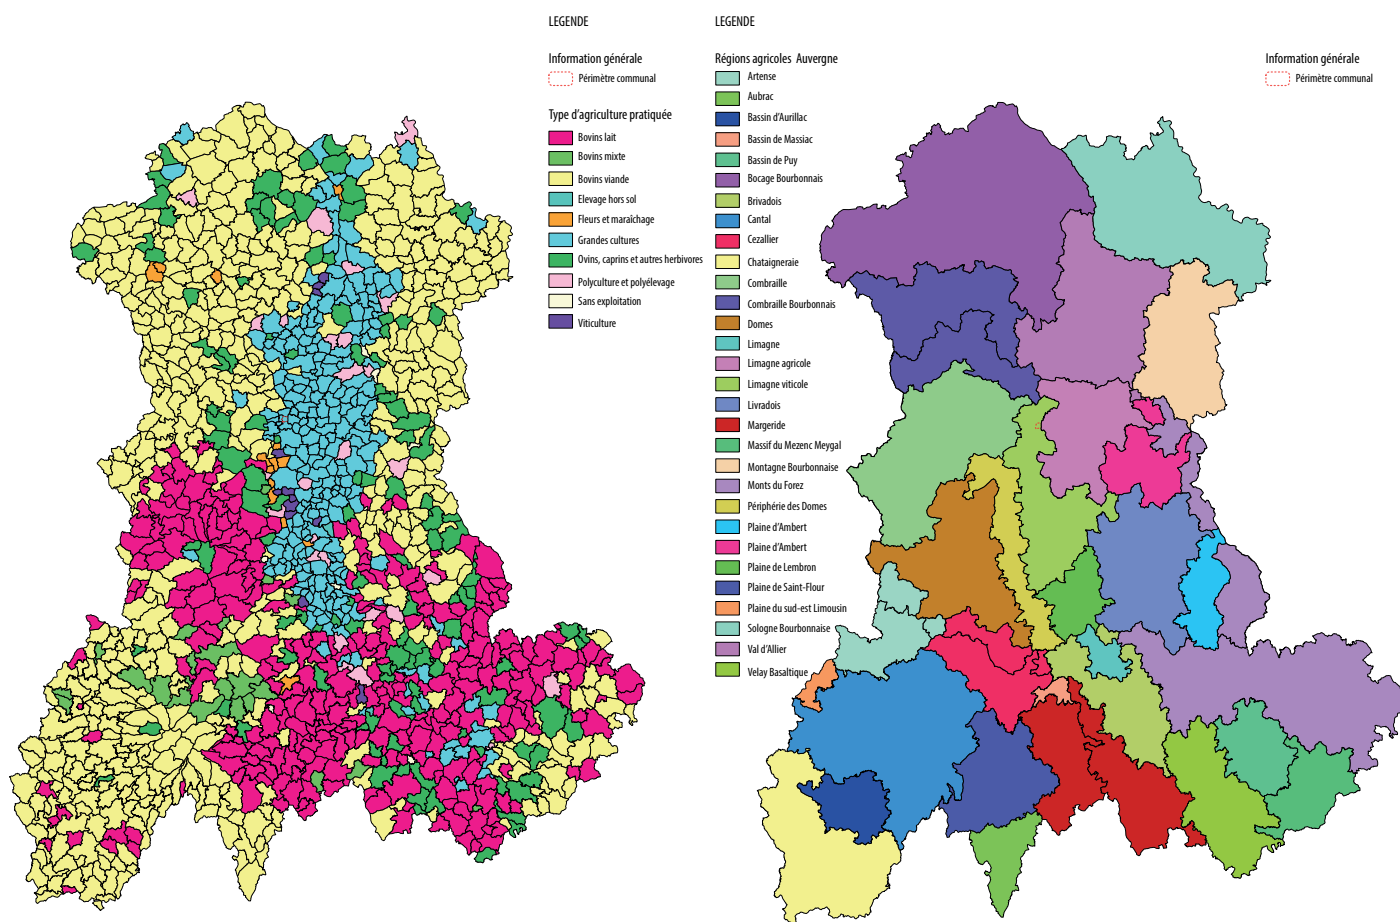 LEGENDE
Information générale
Périmètre communal
Type d'agriculture pratiquée
Bovins lait
Bovins mixte
Bovins viande
Elevage hors sol
Fleurs et maraîchage
Grandes cultures
Ovins, caprins et autres herbivores
Polyculture et polyélevage
Sans exploitation
Viticulture
LEGENDE
Régions agricoles Auvergne
Artense
Aubrac
Bassin d'Aurillac
Bassin de Massiac
Bassin de Puy
Bocage Bourbonnais
Brivadois
Cantal
Cezallier
Chataigneraie
Combraille
Combraille Bourbonnais
Domes
Limagne
Limagne agricole
Limagne viticole
Livradois
Margeride
Massif du Mezenc Meygal
Montagne Bourbonnaise
Monts du Forez
Périphérie des Domes
Plaine d'Ambert
Plaine d'Ambert
Plaine de Lembron
Plaine de Saint-Flour
Plaine du sud-est Limousin
Sologne Bourbonnaise
Val d'Allier
Velay Basaltique
Information générale
Périmètre communal